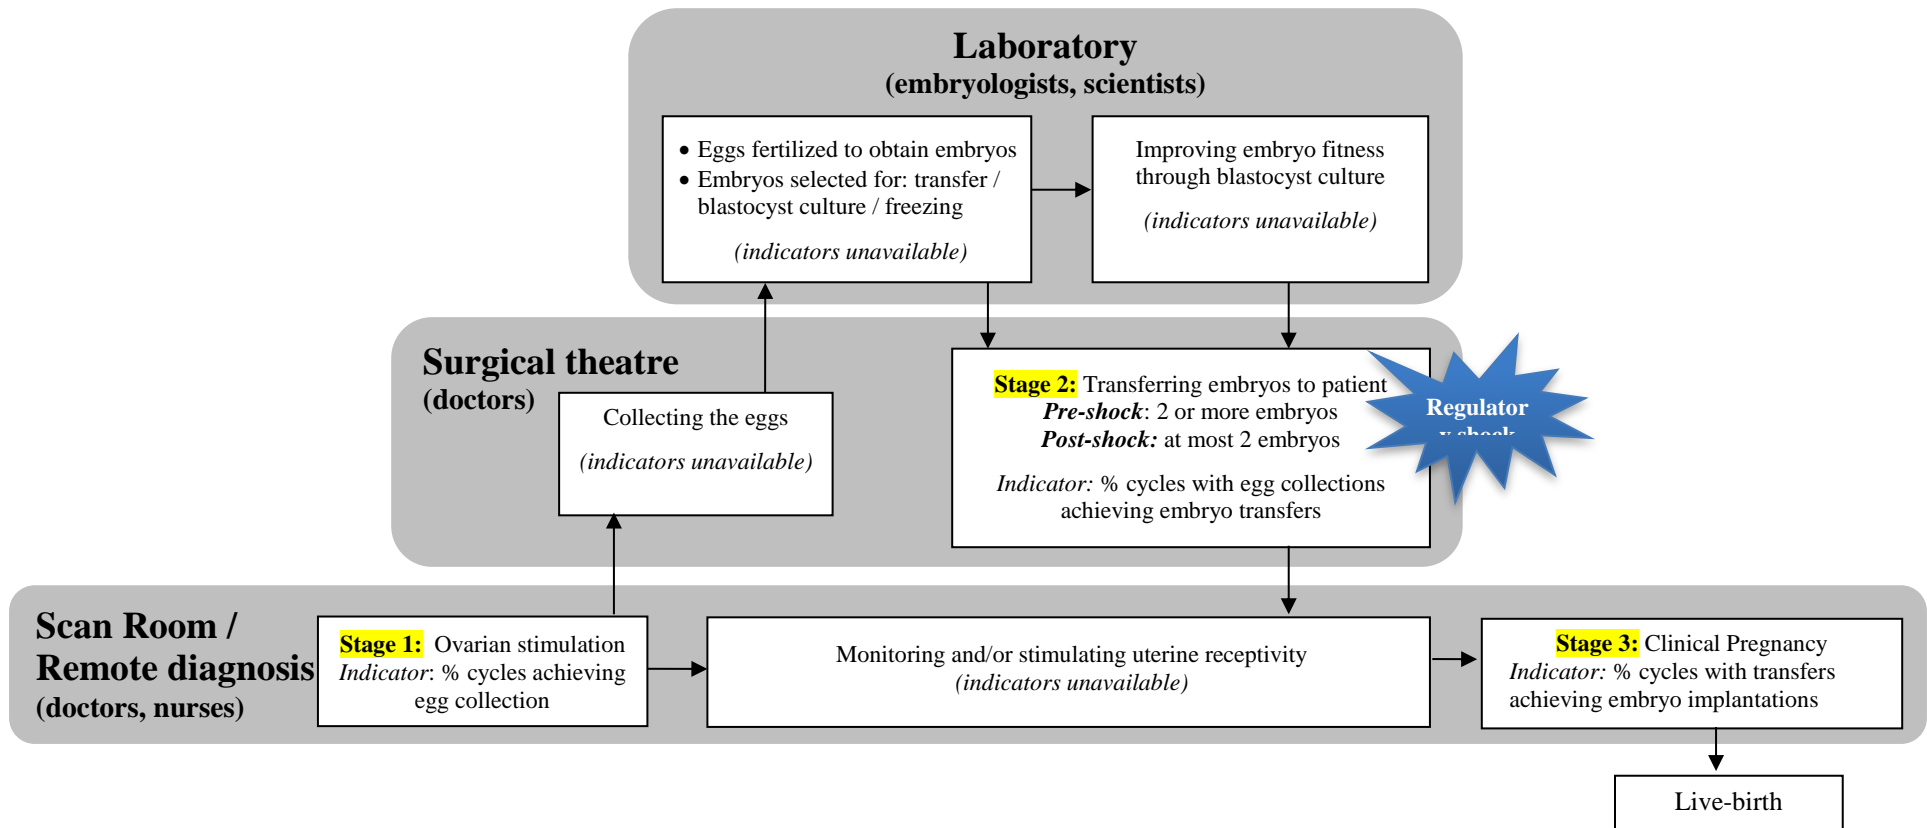 Laboratory
(embryologists, scientists)
• Eggs fertilized to obtain embryos
• Embryos selected for: transfer /
blastocyst culture / freezing
(indicators unavailable)
Improving embryo fitness
through blastocyst culture
(indicators unavailable)
Surgical theatre
(doctors)
Collecting the eggs
(indicators unavailable)
Stage 2: Transferring embryos to patient
Pre-shock: 2 or more embryos
Post-shock: at most 2 embryos
Indicator: % cycles with egg collections
achieving embryo transfers
Regulator
y shock
Scan Room /
Remote diagnosis
(doctors, nurses)
Stage 1: Ovarian stimulation
Indicator: % cycles achieving
egg collection
Monitoring and/or stimulating uterine receptivity
(indicators unavailable)
Stage 3: Clinical Pregnancy
Indicator: % cycles with transfers
achieving embryo implantations
Live-birth